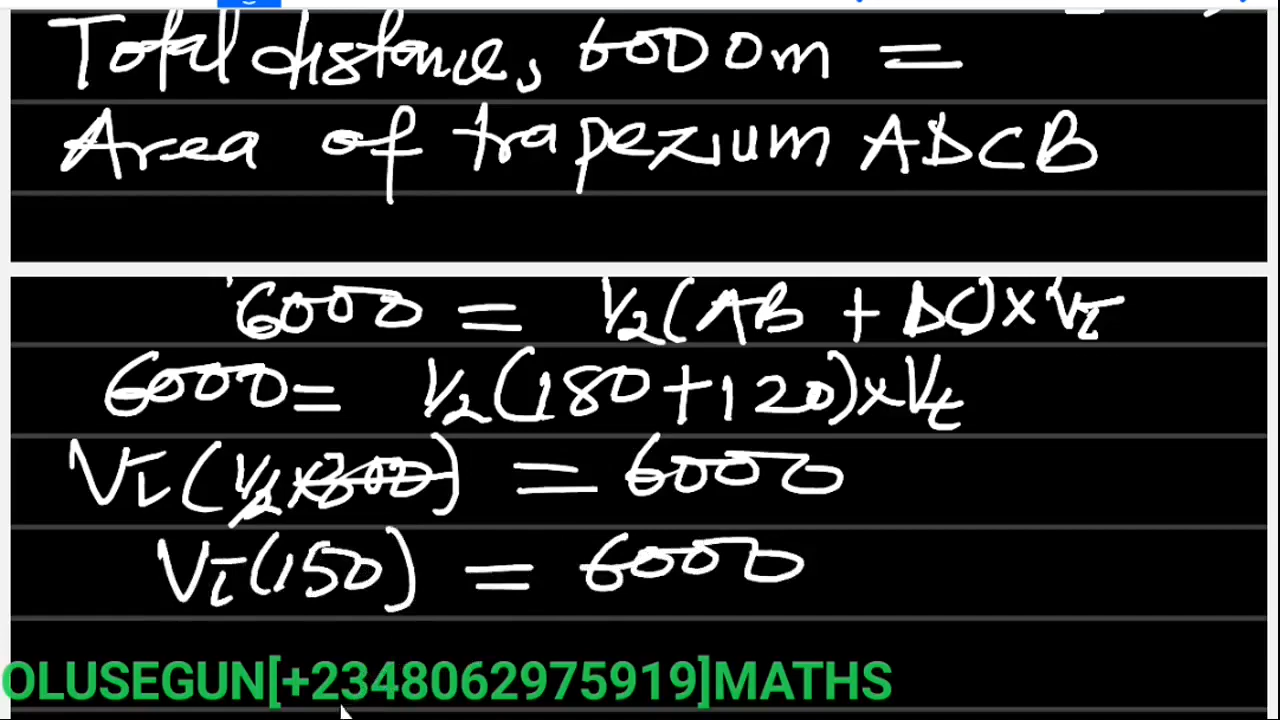 Total distance, 6000m =
Area of trapezium ADCB
6000 = 1/2(AB + DC)×Vt
6000= 1/2(180+120)×Vt
Vt(1/2×300) = 6000
Vt(150) = 6000
OLUSEGUN[+2348062975919]MATHS